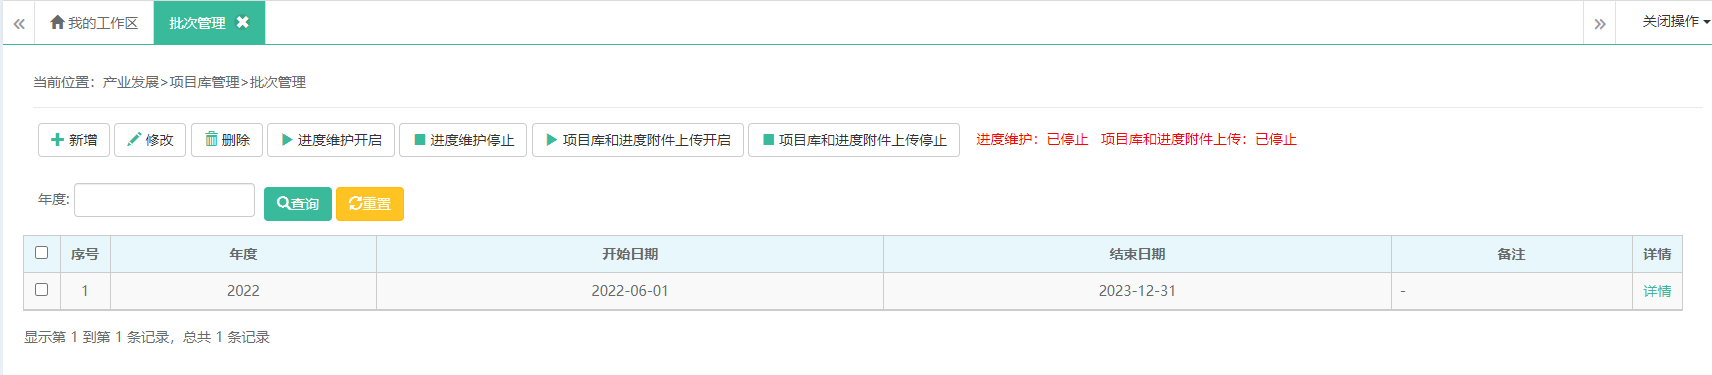 我的工作区 批次管理 关闭操作
当前位置：产业发展>项目库管理>批次管理
新增 修改 删除 进度维护开启 进度维护停止 项目库和进度附件上传开启 项目库和进度附件上传停止 进度维护：已停止 项目库和进度附件上传：已停止
年度: 查询 重置
序号 年度 开始日期 结束日期 备注 详情
1 2022 2022-06-01 2023-12-31 - 详情
显示第 1 到第 1 条记录，总共 1 条记录